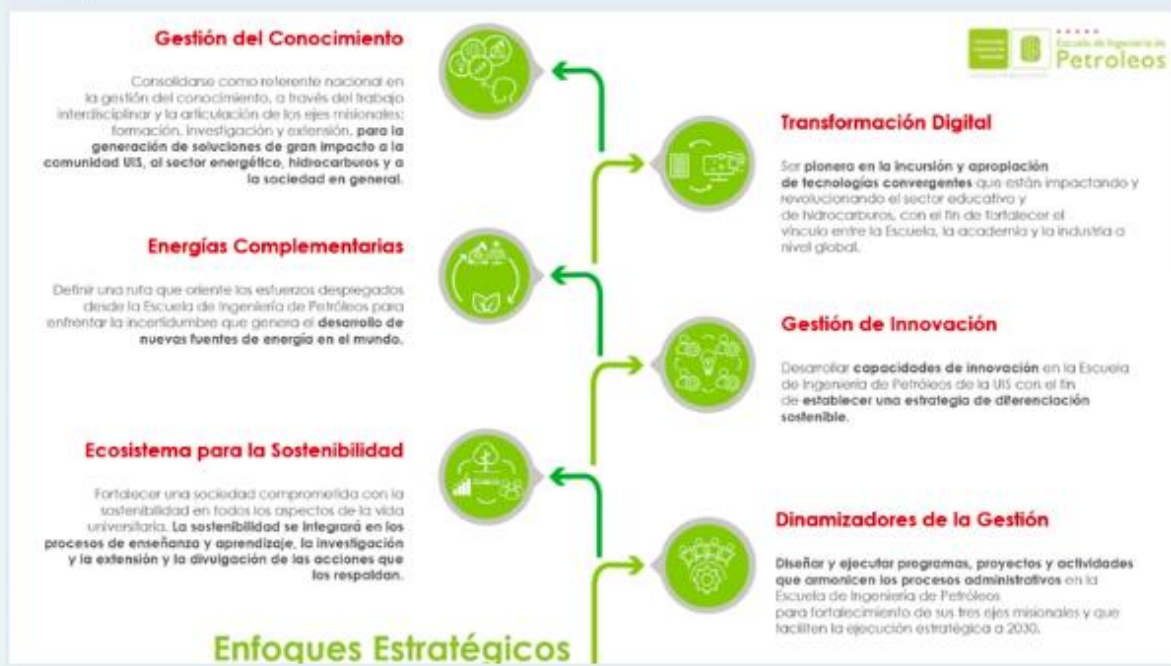 Gestión del Conocimiento
Consolidarse como referente nacional en
la gestión del conocimiento, a través del trabajo
interdisciplinar y la articulación de los ejes misionales:
formación, investigación y extensión, para la
generación de soluciones de gran impacto a la
comunidad UIS, al sector energético, hidrocarburos y a
la sociedad en general.
Escuela de Ingeniería de
Petroleos
Transformación Digital
Ser pionera en la incursión y apropiación
de tecnologías convergentes que están impactando y
revolucionando el sector educativo y
de hidrocarburos, con el fin de fortalecer el
vínculo entre la Escuela, la academia y la industria a
nivel global.
Energías Complementarias
Definir una ruta que oriente los esfuerzos desplegados
desde la Escuela de Ingeniería de Petróleos para
enfrentar la incertidumbre que genera el desarrollo de
nuevas fuentes de energía en el mundo.
Gestión de Innovación
Desarrollar capacidades de innovación en la Escuela
de Ingeniería de Petróleos de la UIS con el fin
de establecer una estrategia de diferenciación
sostenible.
Ecosistema para la Sostenibilidad
Fortalecer una sociedad comprometida con la
sostenibilidad en todos los aspectos de la vida
universitaria. La sostenibilidad se integrará en los
procesos de enseñanza y aprendizaje, la investigación
y la extensión y la divulgación de las acciones que
los respaldan.
Dinamizadores de la Gestión
Diseñar y ejecutar programas, proyectos y actividades
que armonicen los procesos administrativos en la
Escuela de Ingeniería de Petróleos
para fortalecimiento de sus tres ejes misionales y que
faciliten la ejecución estratégica a 2030.
Enfoques Estratégicos